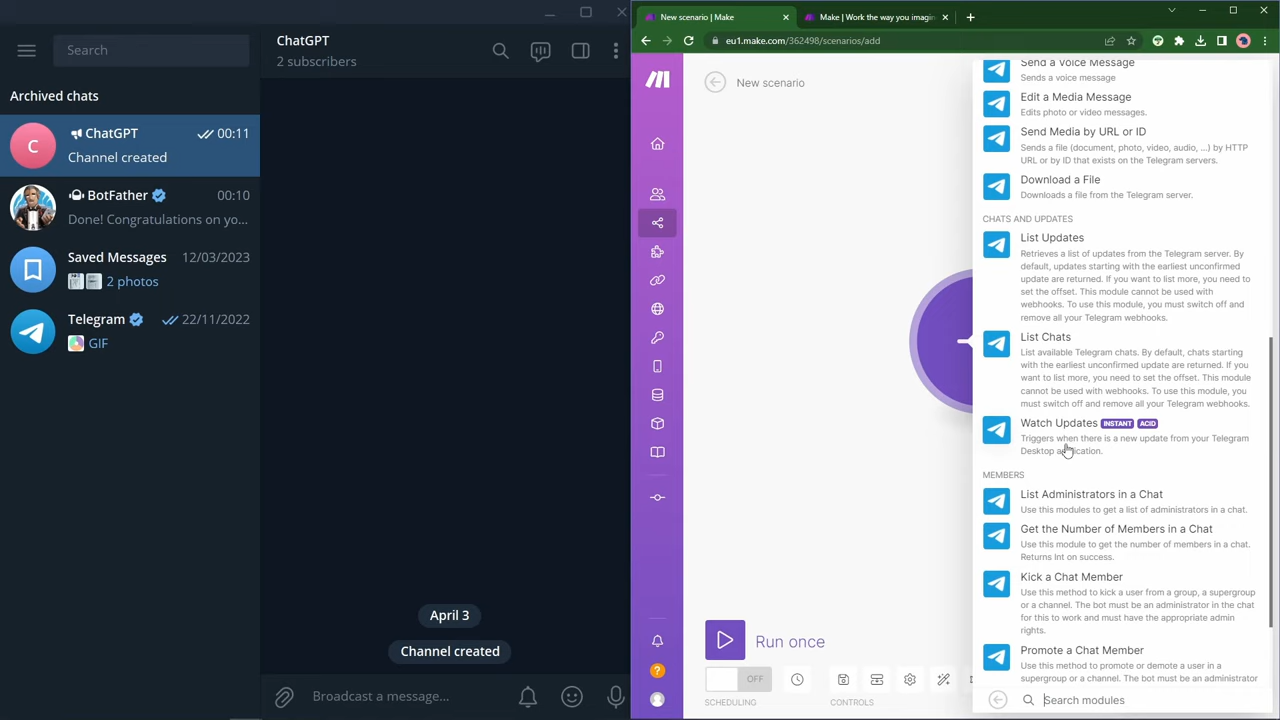 Search
Archived chats
C
ChatGPT
00:11
Channel created
BotFather
00:10
Done! Congratulations on yo...
Saved Messages
12/03/2023
2 photos
Telegram
22/11/2022
GIF
ChatGPT
2 subscribers
April 3
Channel created
Broadcast a message...
New scenario | Make
Make | Work the way you imagin
eu1.make.com/362498/scenarios/add
New scenario
Run once
OFF
SCHEDULING
CONTROLS
Send a Voice Message
Sends a voice message
Edit a Media Message
Edits photo or video messages.
Send Media by URL or ID
Sends a file (document, photo, video, audio, ...) by HTTP
URL or by ID that exists on the Telegram servers.
Download a File
Downloads a file from the Telegram server.
CHATS AND UPDATES
List Updates
Retrieves a list of updates from the Telegram server. By
default, updates starting with the earliest unconfirmed
update are returned. If you want to list more, you need to
set the offset. This module cannot be used with
webhooks. To use this module, you must switch off and
remove all your Telegram webhooks.
List Chats
List available Telegram chats. By default, chats starting
with the earliest unconfirmed update are returned. If you
want to list more, you need to set the offset. This module
cannot be used with webhooks. To use this module, you
must switch off and remove all your Telegram webhooks.
Watch Updates INSTANT ACID
Triggers when there is a new update from your Telegram
Desktop application.
MEMBERS
List Administrators in a Chat
Use this modules to get a list of administrators in a chat.
Get the Number of Members in a Chat
Use this module to get the number of members in a chat.
Returns Int on success.
Kick a Chat Member
Use this method to kick a user from a group, a supergroup
or a channel. The bot must be an administrator in the chat
for this to work and must have the appropriate admin
rights.
Promote a Chat Member
Use this method to promote or demote a user in a
supergroup or a channel. The bot must be an administrator
Search modules